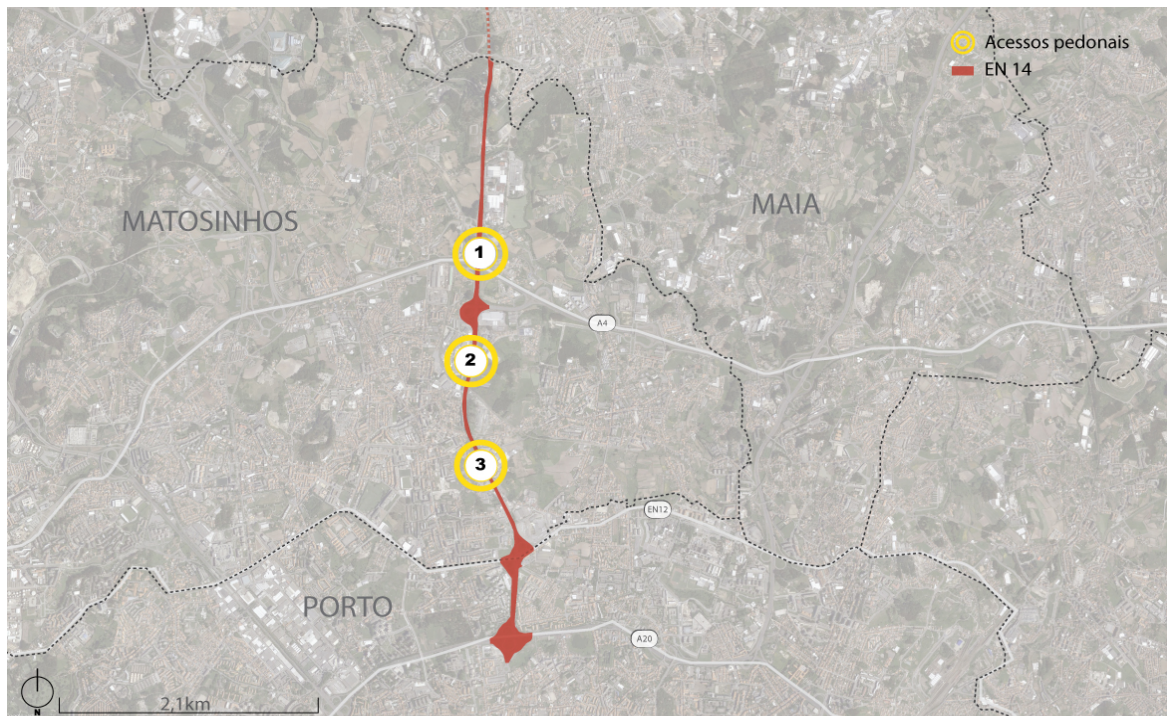 Acessos pedonais
EN 14
MATOSINHOS
MAIA
1
A4
2
3
EN12
PORTO
A20
N
2,1km